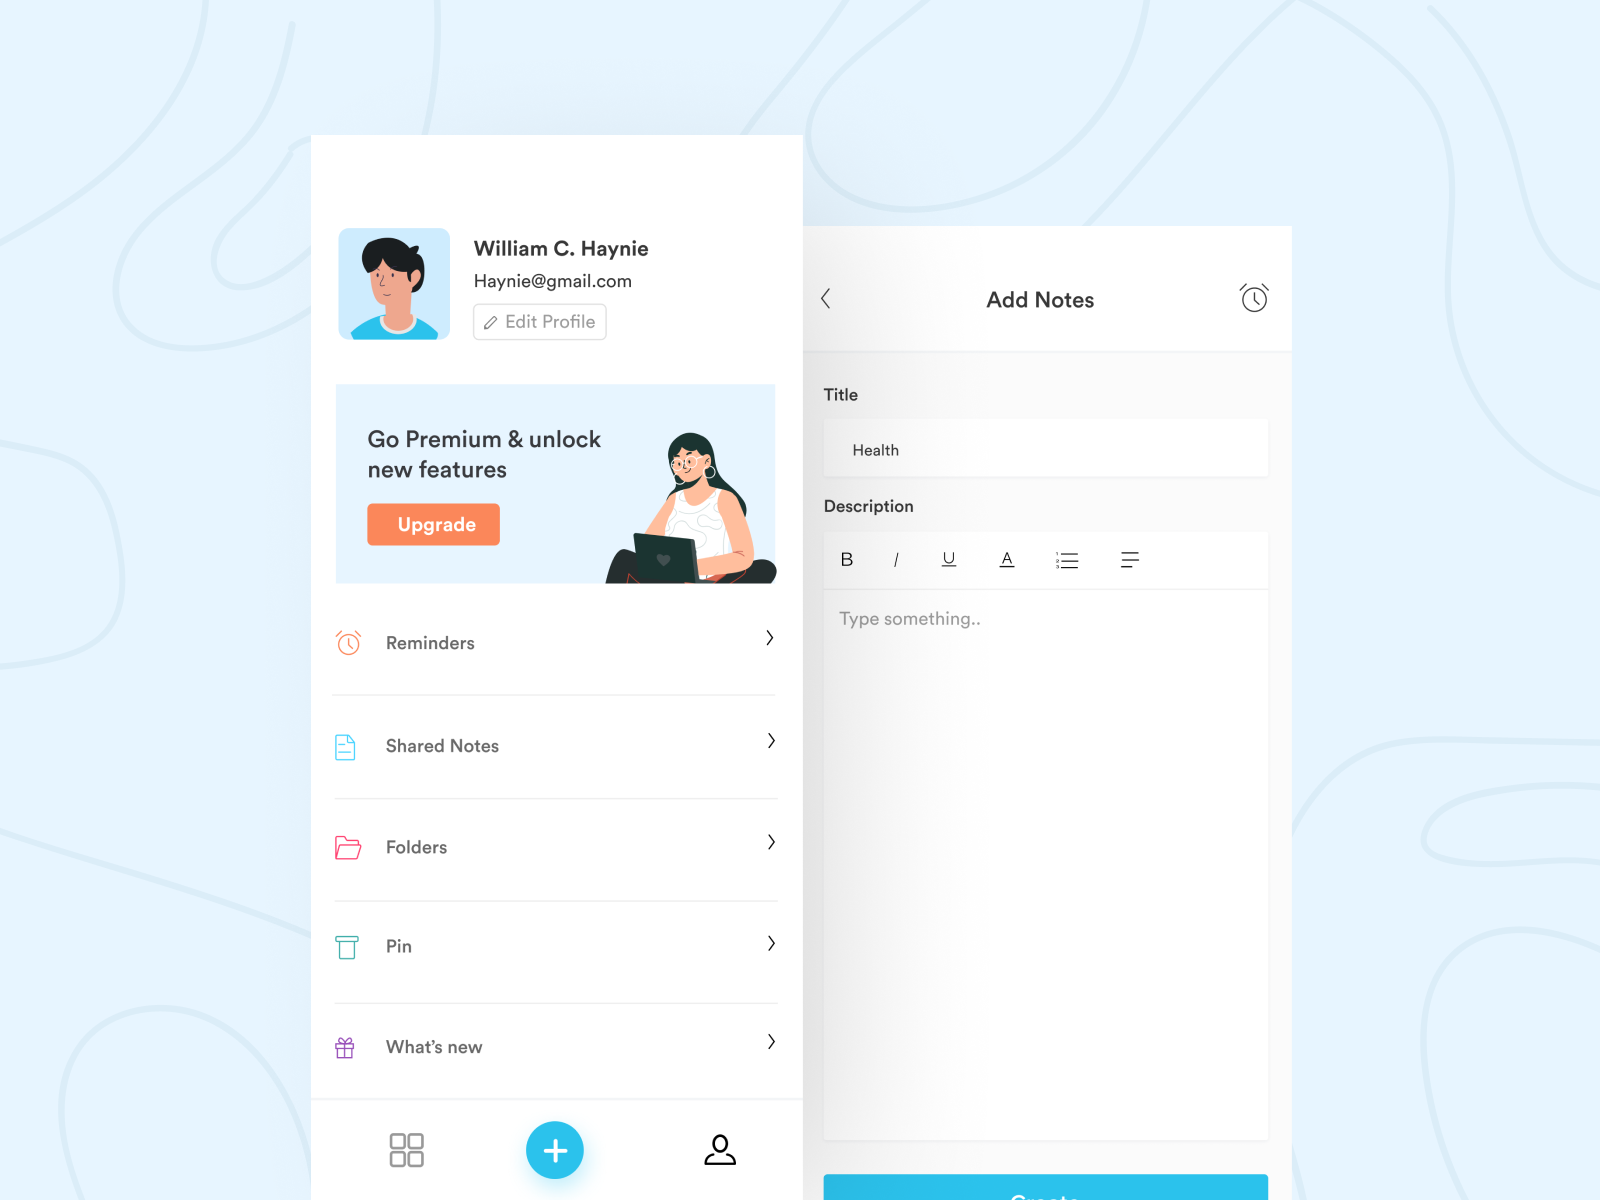 William C. Haynie
Haynie@gmail.com
Edit Profile
Go Premium & unlock
new features
Upgrade
Reminders
Shared Notes
Folders
Pin
What's new
Add Notes
Title
Health
Description
B I U A
Type something..
Create